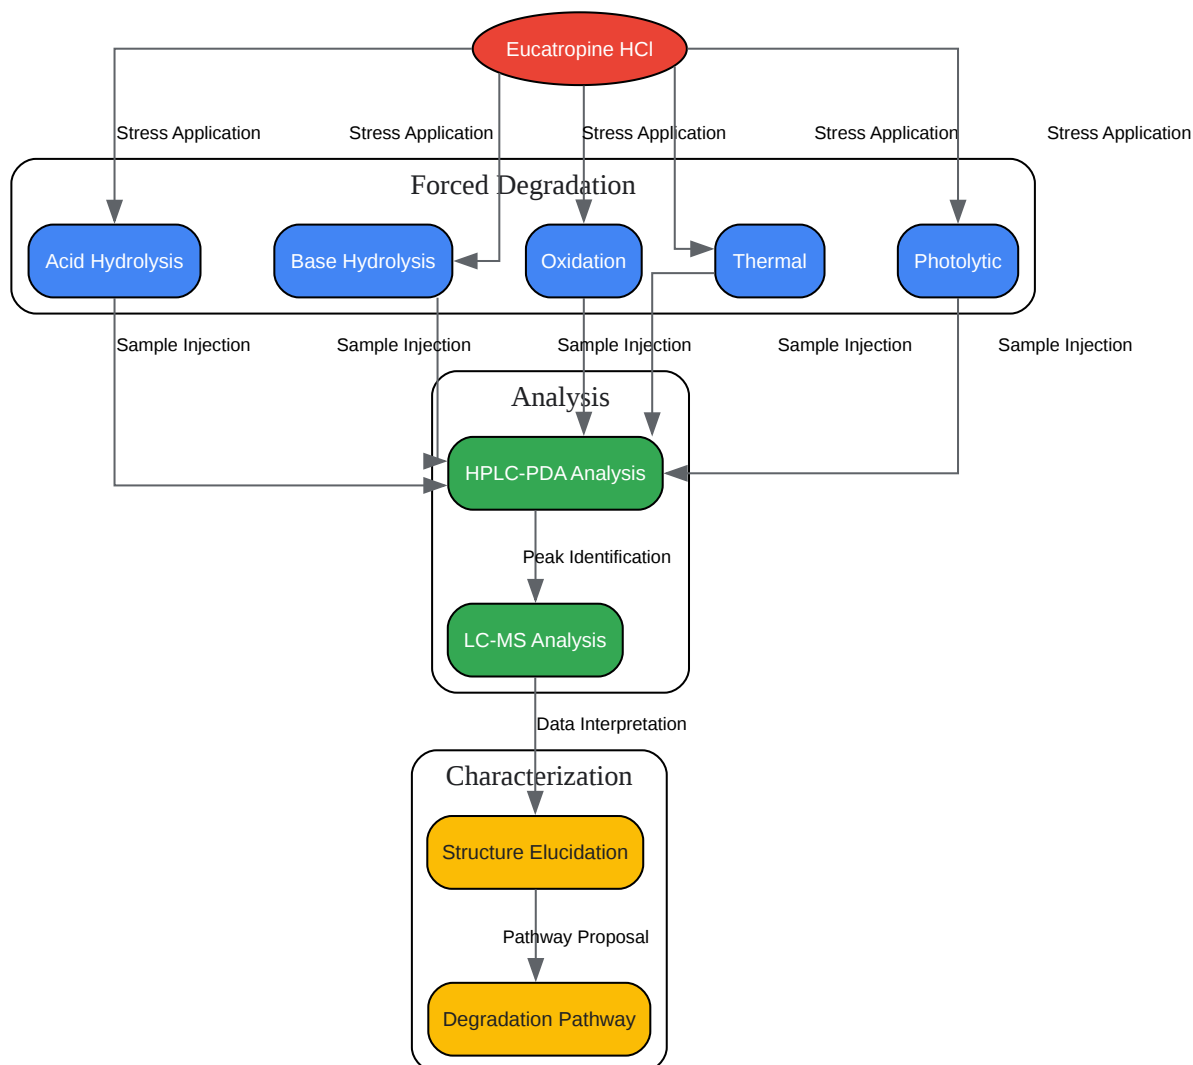 Eucatropine HCl
Stress Application
Stress Application
Stress Application
Stress Application
Stress Application
Forced Degradation
Acid Hydrolysis
Base Hydrolysis
Oxidation
Thermal
Photolytic
Sample Injection
Sample Injection
Sample Injection
Sample Injection
Sample Injection
Analysis
HPLC-PDA Analysis
Peak Identification
LC-MS Analysis
Data Interpretation
Characterization
Structure Elucidation
Pathway Proposal
Degradation Pathway